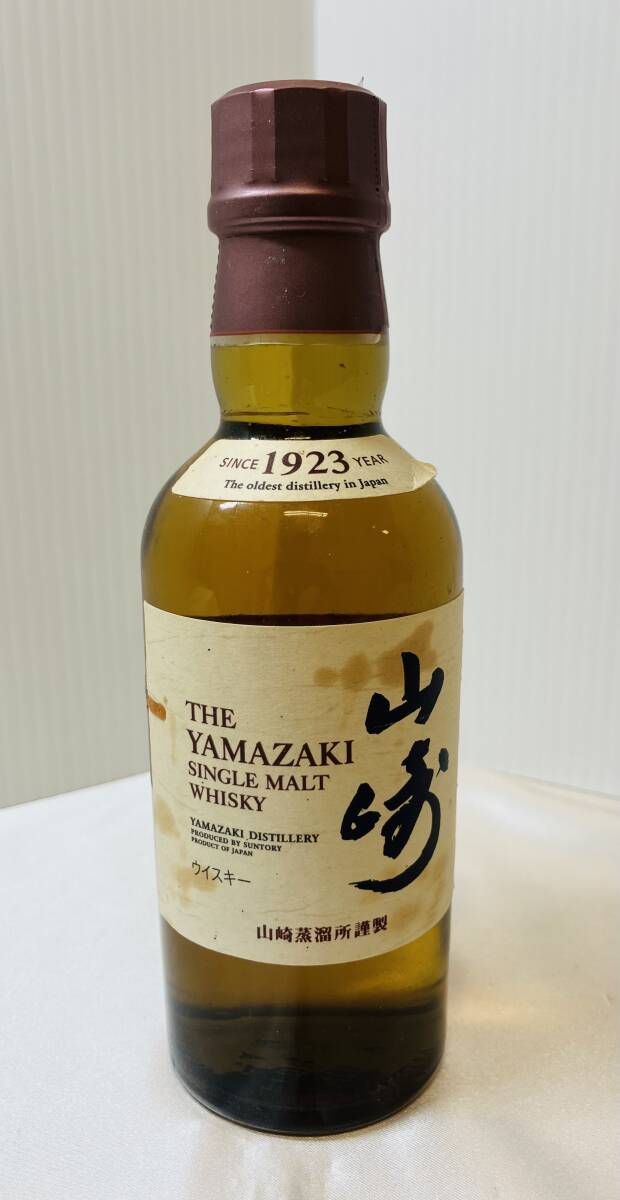 SINCE 1923 YEAR
The oldest distillery in Japan
THE
YAMAZAKI
SINGLE MALT
WHISKY
山崎
YAMAZAKI DISTILLERY
PRODUCED BY SUNTORY
PRODUCT OF JAPAN
ウイスキー
山崎蒸溜所謹製